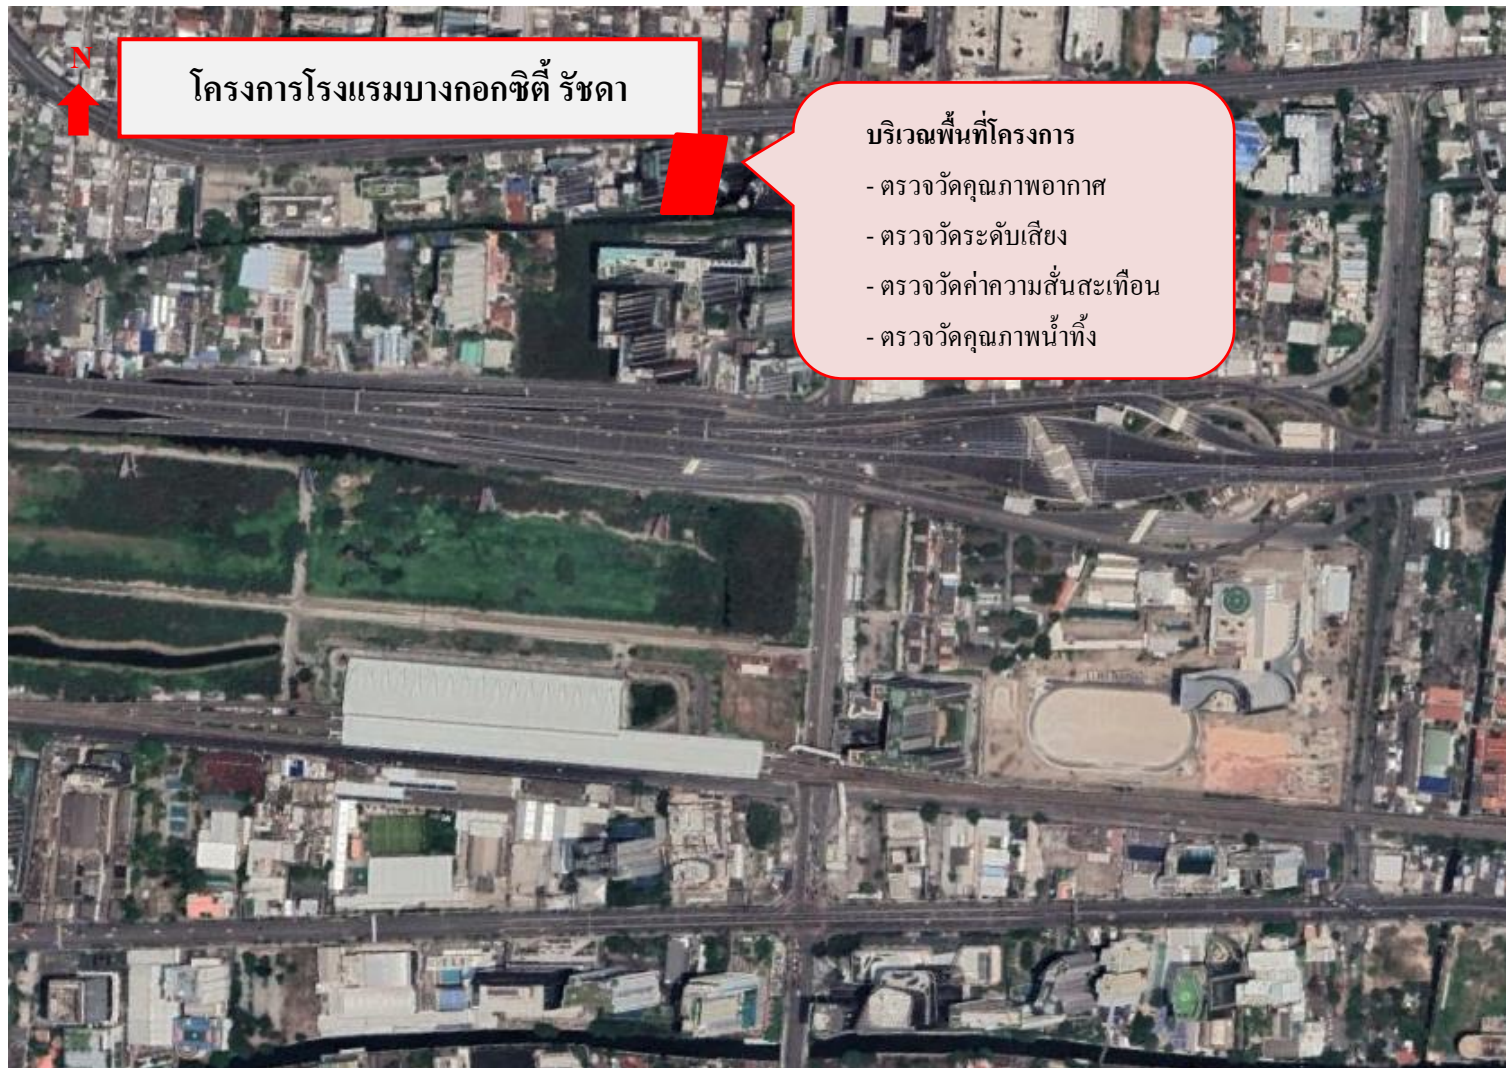 N
โครงการโรงแรมบางกอกซิตี้ รัชดา
บริเวณพื้นที่โครงการ
- ตรวจวัดคุณภาพอากาศ
- ตรวจวัดระดับเสียง
- ตรวจวัดค่าความสั่นสะเทือน
- ตรวจวัดคุณภาพน้ำทิ้ง